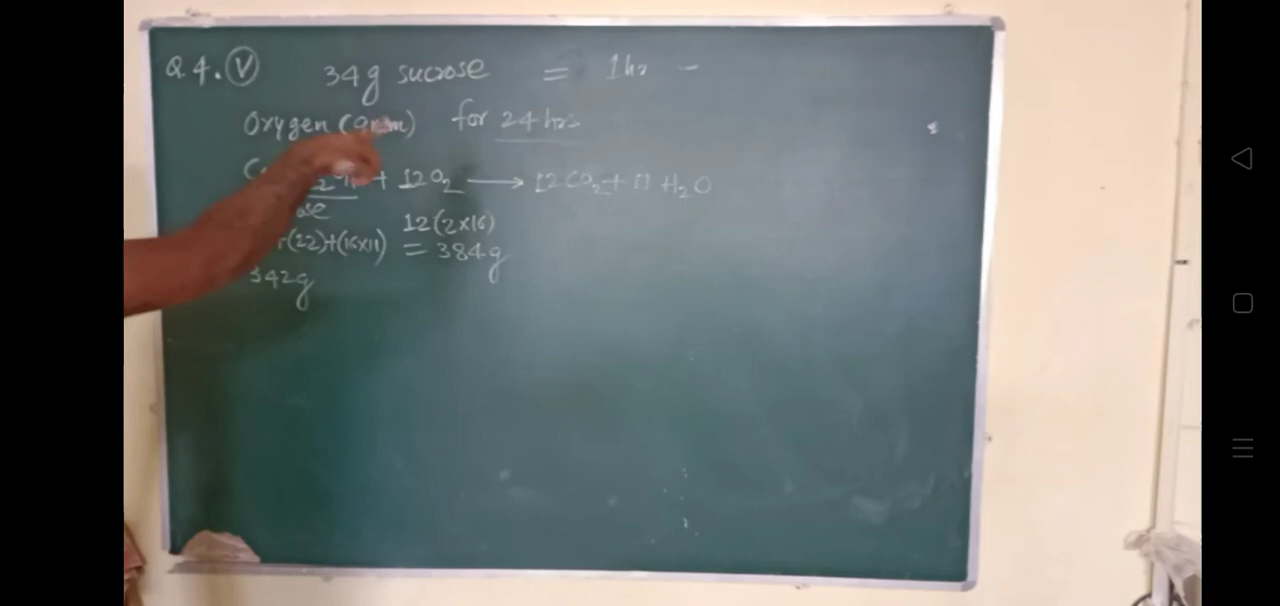 Q4. V 34g sucrose = 1hr -
Oxygen (gram) for 24 hrs
+ 12O₂ → 12CO₂ + 11 H₂O
12(2x16)
(22)+(16x11) = 384g
342g